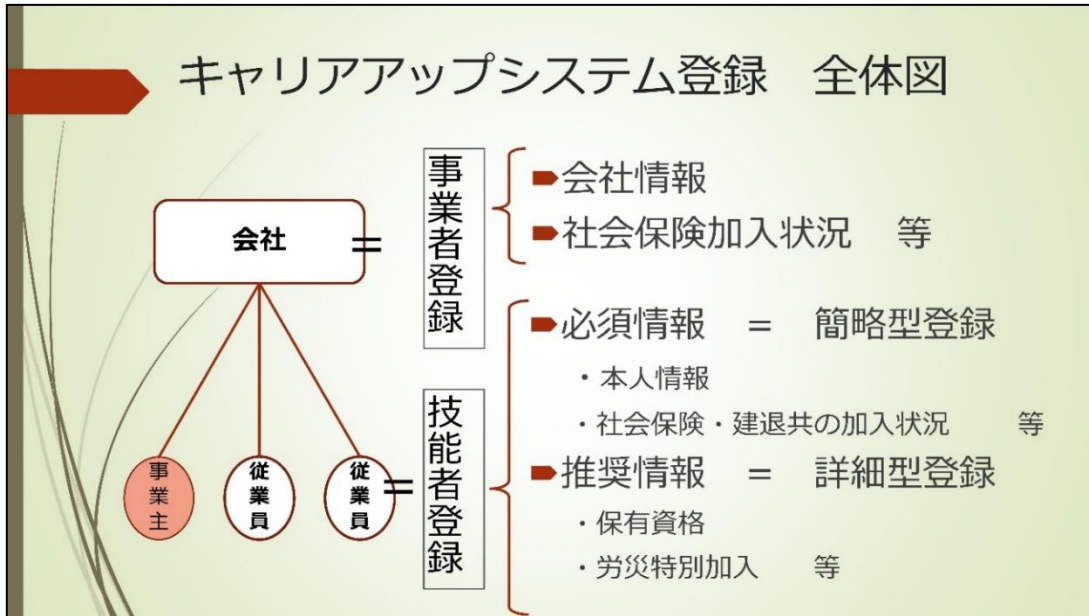 キャリアアップシステム登録　全体図
会社
=
事業者登録
会社情報
社会保険加入状況　等
事業主
従業員
従業員
=
技能者登録
必須情報　=　簡略型登録
・本人情報
・社会保険・建退共の加入状況　　等
推奨情報　=　詳細型登録
・保有資格
・労災特別加入　　等